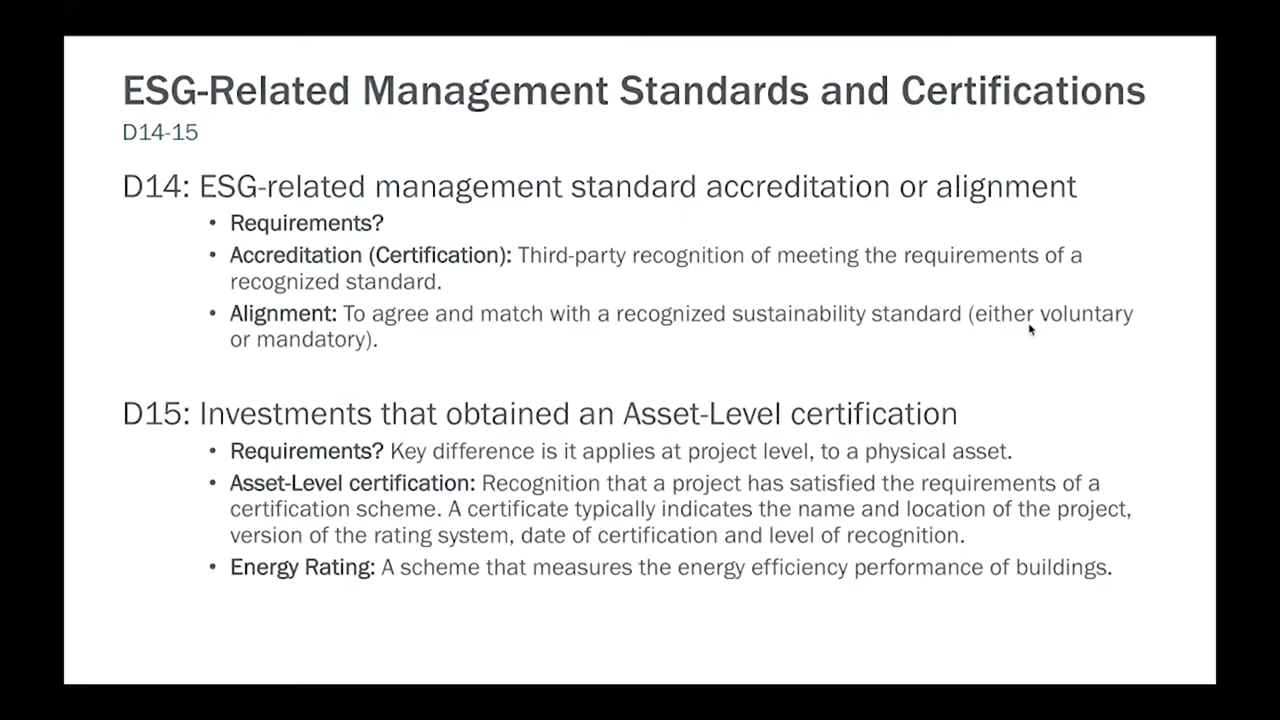 ESG-Related Management Standards and Certifications
D14-15
D14: ESG-related management standard accreditation or alignment
• Requirements?
• Accreditation (Certification): Third-party recognition of meeting the requirements of a
recognized standard.
• Alignment: To agree and match with a recognized sustainability standard (either voluntary
or mandatory).
D15: Investments that obtained an Asset-Level certification
• Requirements? Key difference is it applies at project level, to a physical asset.
• Asset-Level certification: Recognition that a project has satisfied the requirements of a
certification scheme. A certificate typically indicates the name and location of the project,
version of the rating system, date of certification and level of recognition.
• Energy Rating: A scheme that measures the energy efficiency performance of buildings.